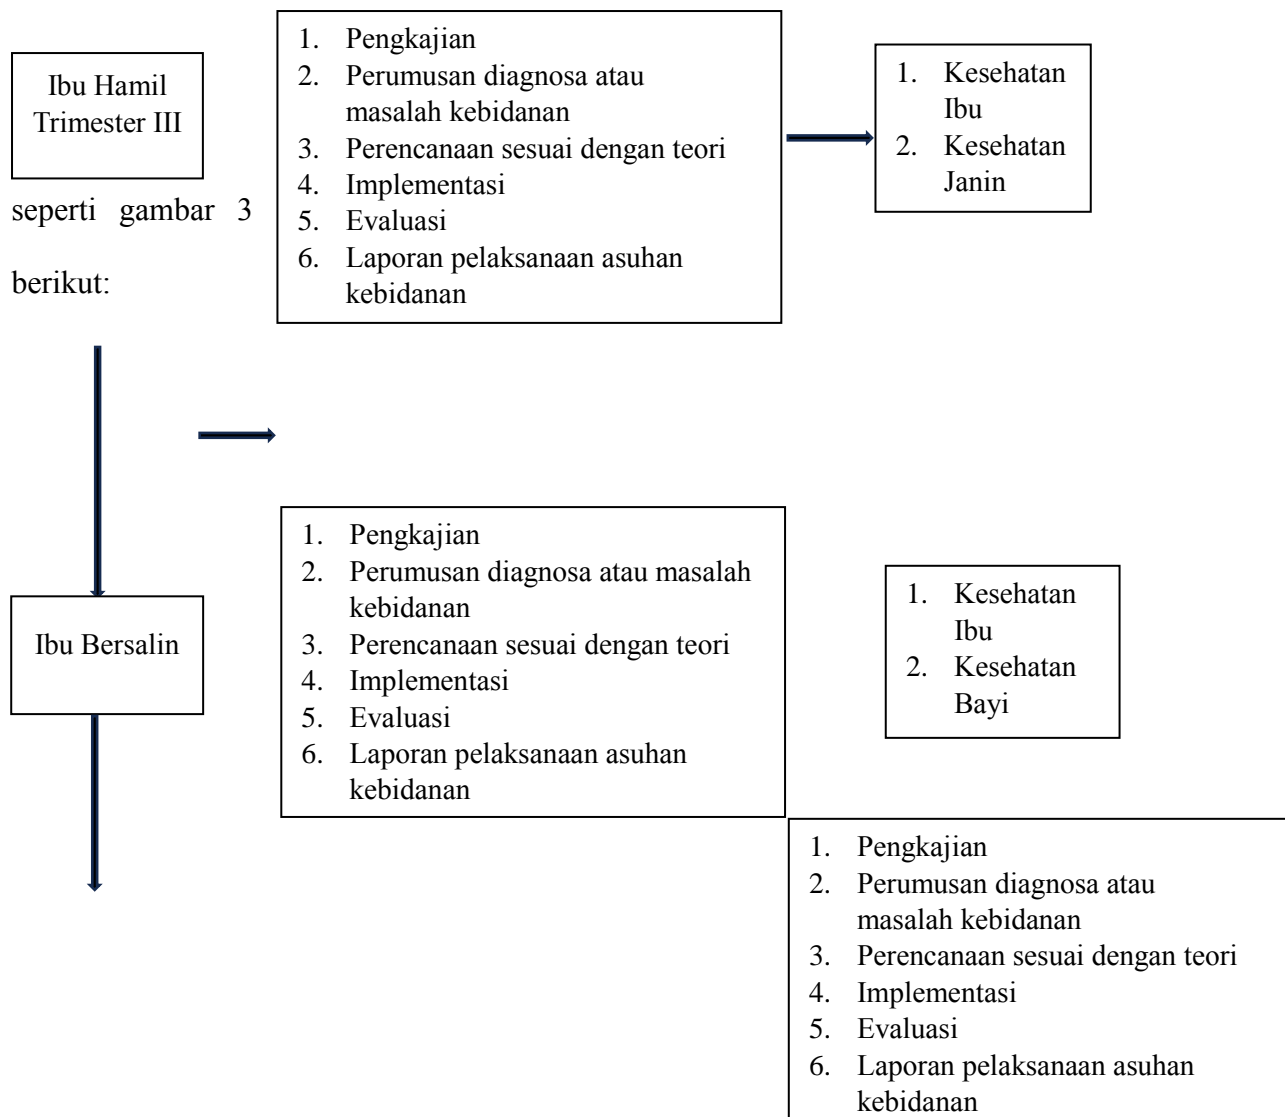 Ibu Hamil
Trimester III
seperti gambar 3
berikut:
1. Pengkajian
2. Perumusan diagnosa atau
masalah kebidanan
3. Perencanaan sesuai dengan teori
4. Implementasi
5. Evaluasi
6. Laporan pelaksanaan asuhan
kebidanan
1. Kesehatan
Ibu
2. Kesehatan
Janin
Ibu Bersalin
1. Pengkajian
2. Perumusan diagnosa atau masalah
kebidanan
3. Perencanaan sesuai dengan teori
4. Implementasi
5. Evaluasi
6. Laporan pelaksanaan asuhan
kebidanan
1. Kesehatan
Ibu
2. Kesehatan
Bayi
1. Pengkajian
2. Perumusan diagnosa atau
masalah kebidanan
3. Perencanaan sesuai dengan teori
4. Implementasi
5. Evaluasi
6. Laporan pelaksanaan asuhan
kebidanan